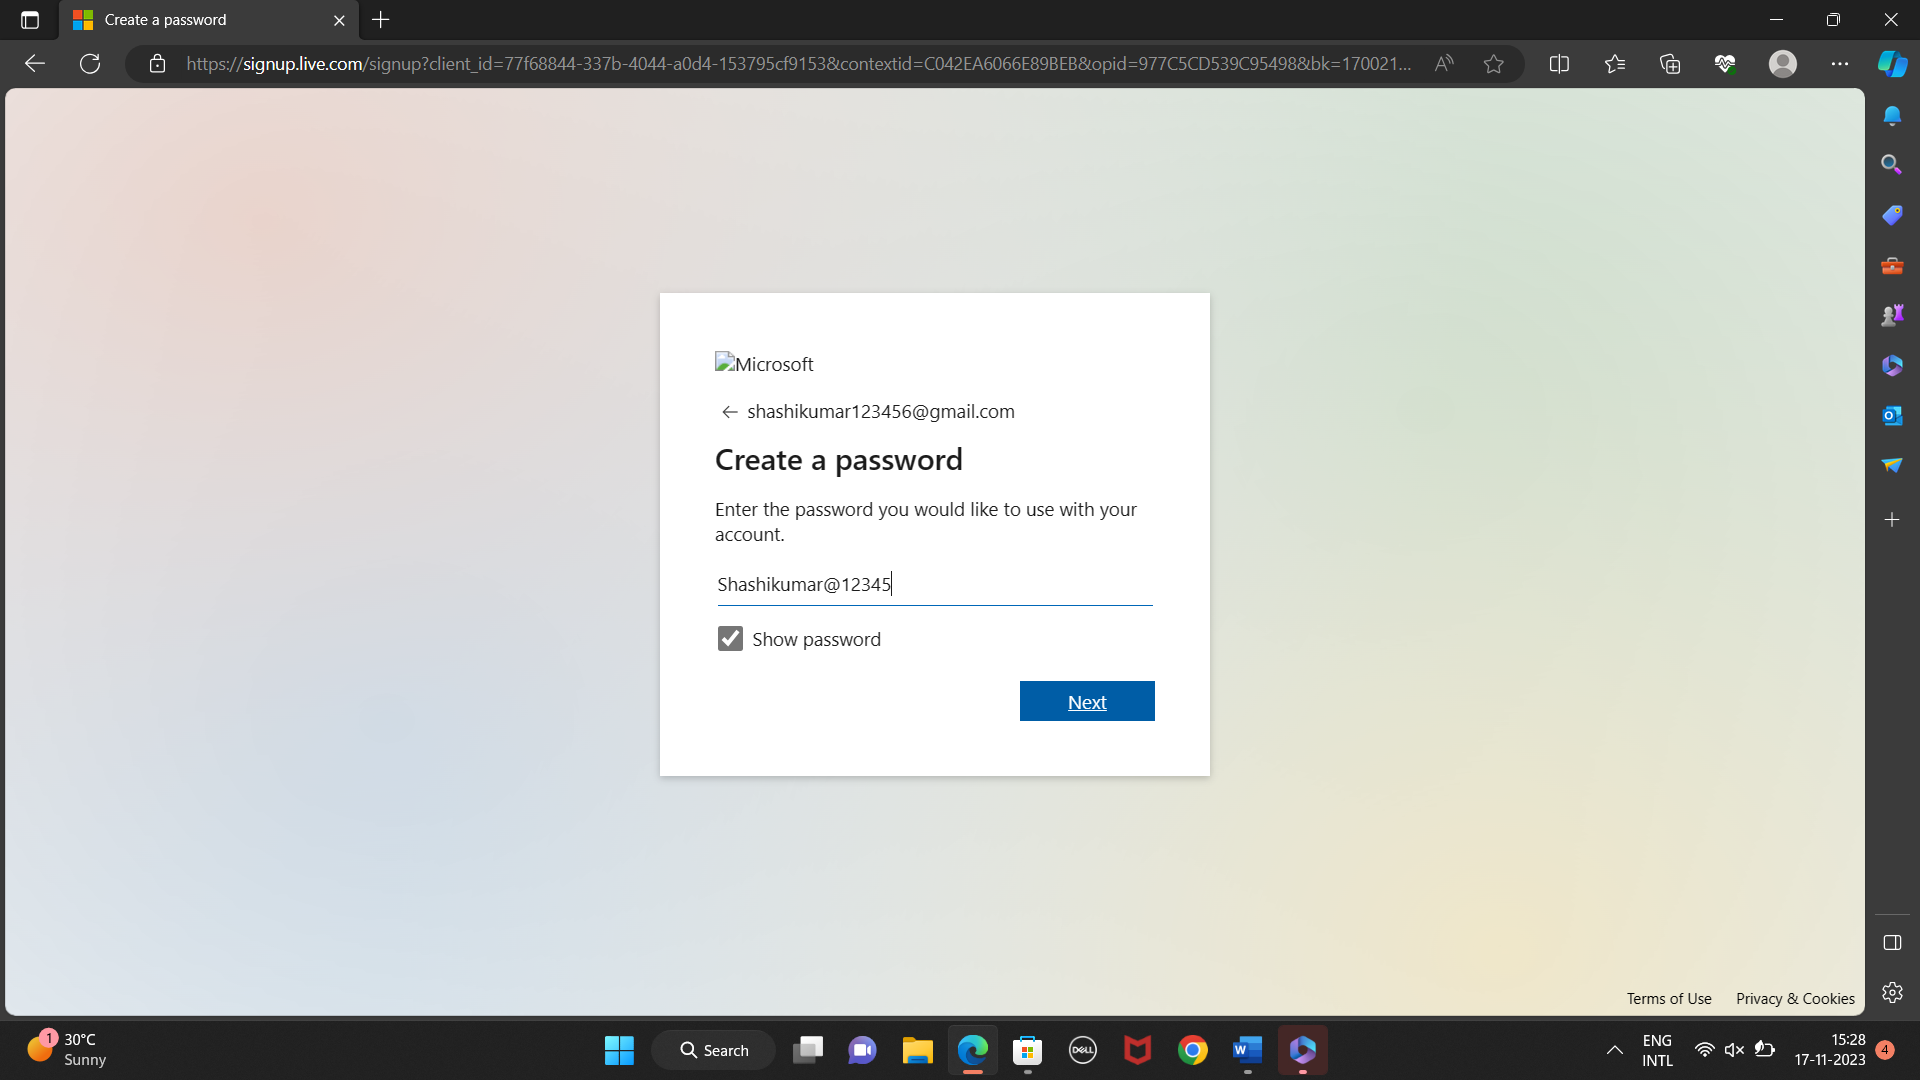 Create a password
https://signup.live.com/signup?client_id=77f68844-337b-4044-a0d4-153795cf9153&contextid=C042EA6066E89BEB&opid=977C5CD539C95498&bk=170021...
Microsoft
shashikumar123456@gmail.com
Create a password
Enter the password you would like to use with your
account.
Shashikumar@12345
Show password
Next
Terms of Use Privacy & Cookies
1
30°C
Sunny
Search
DELL
W
ENG
INTL
15:28
17-11-2023
4